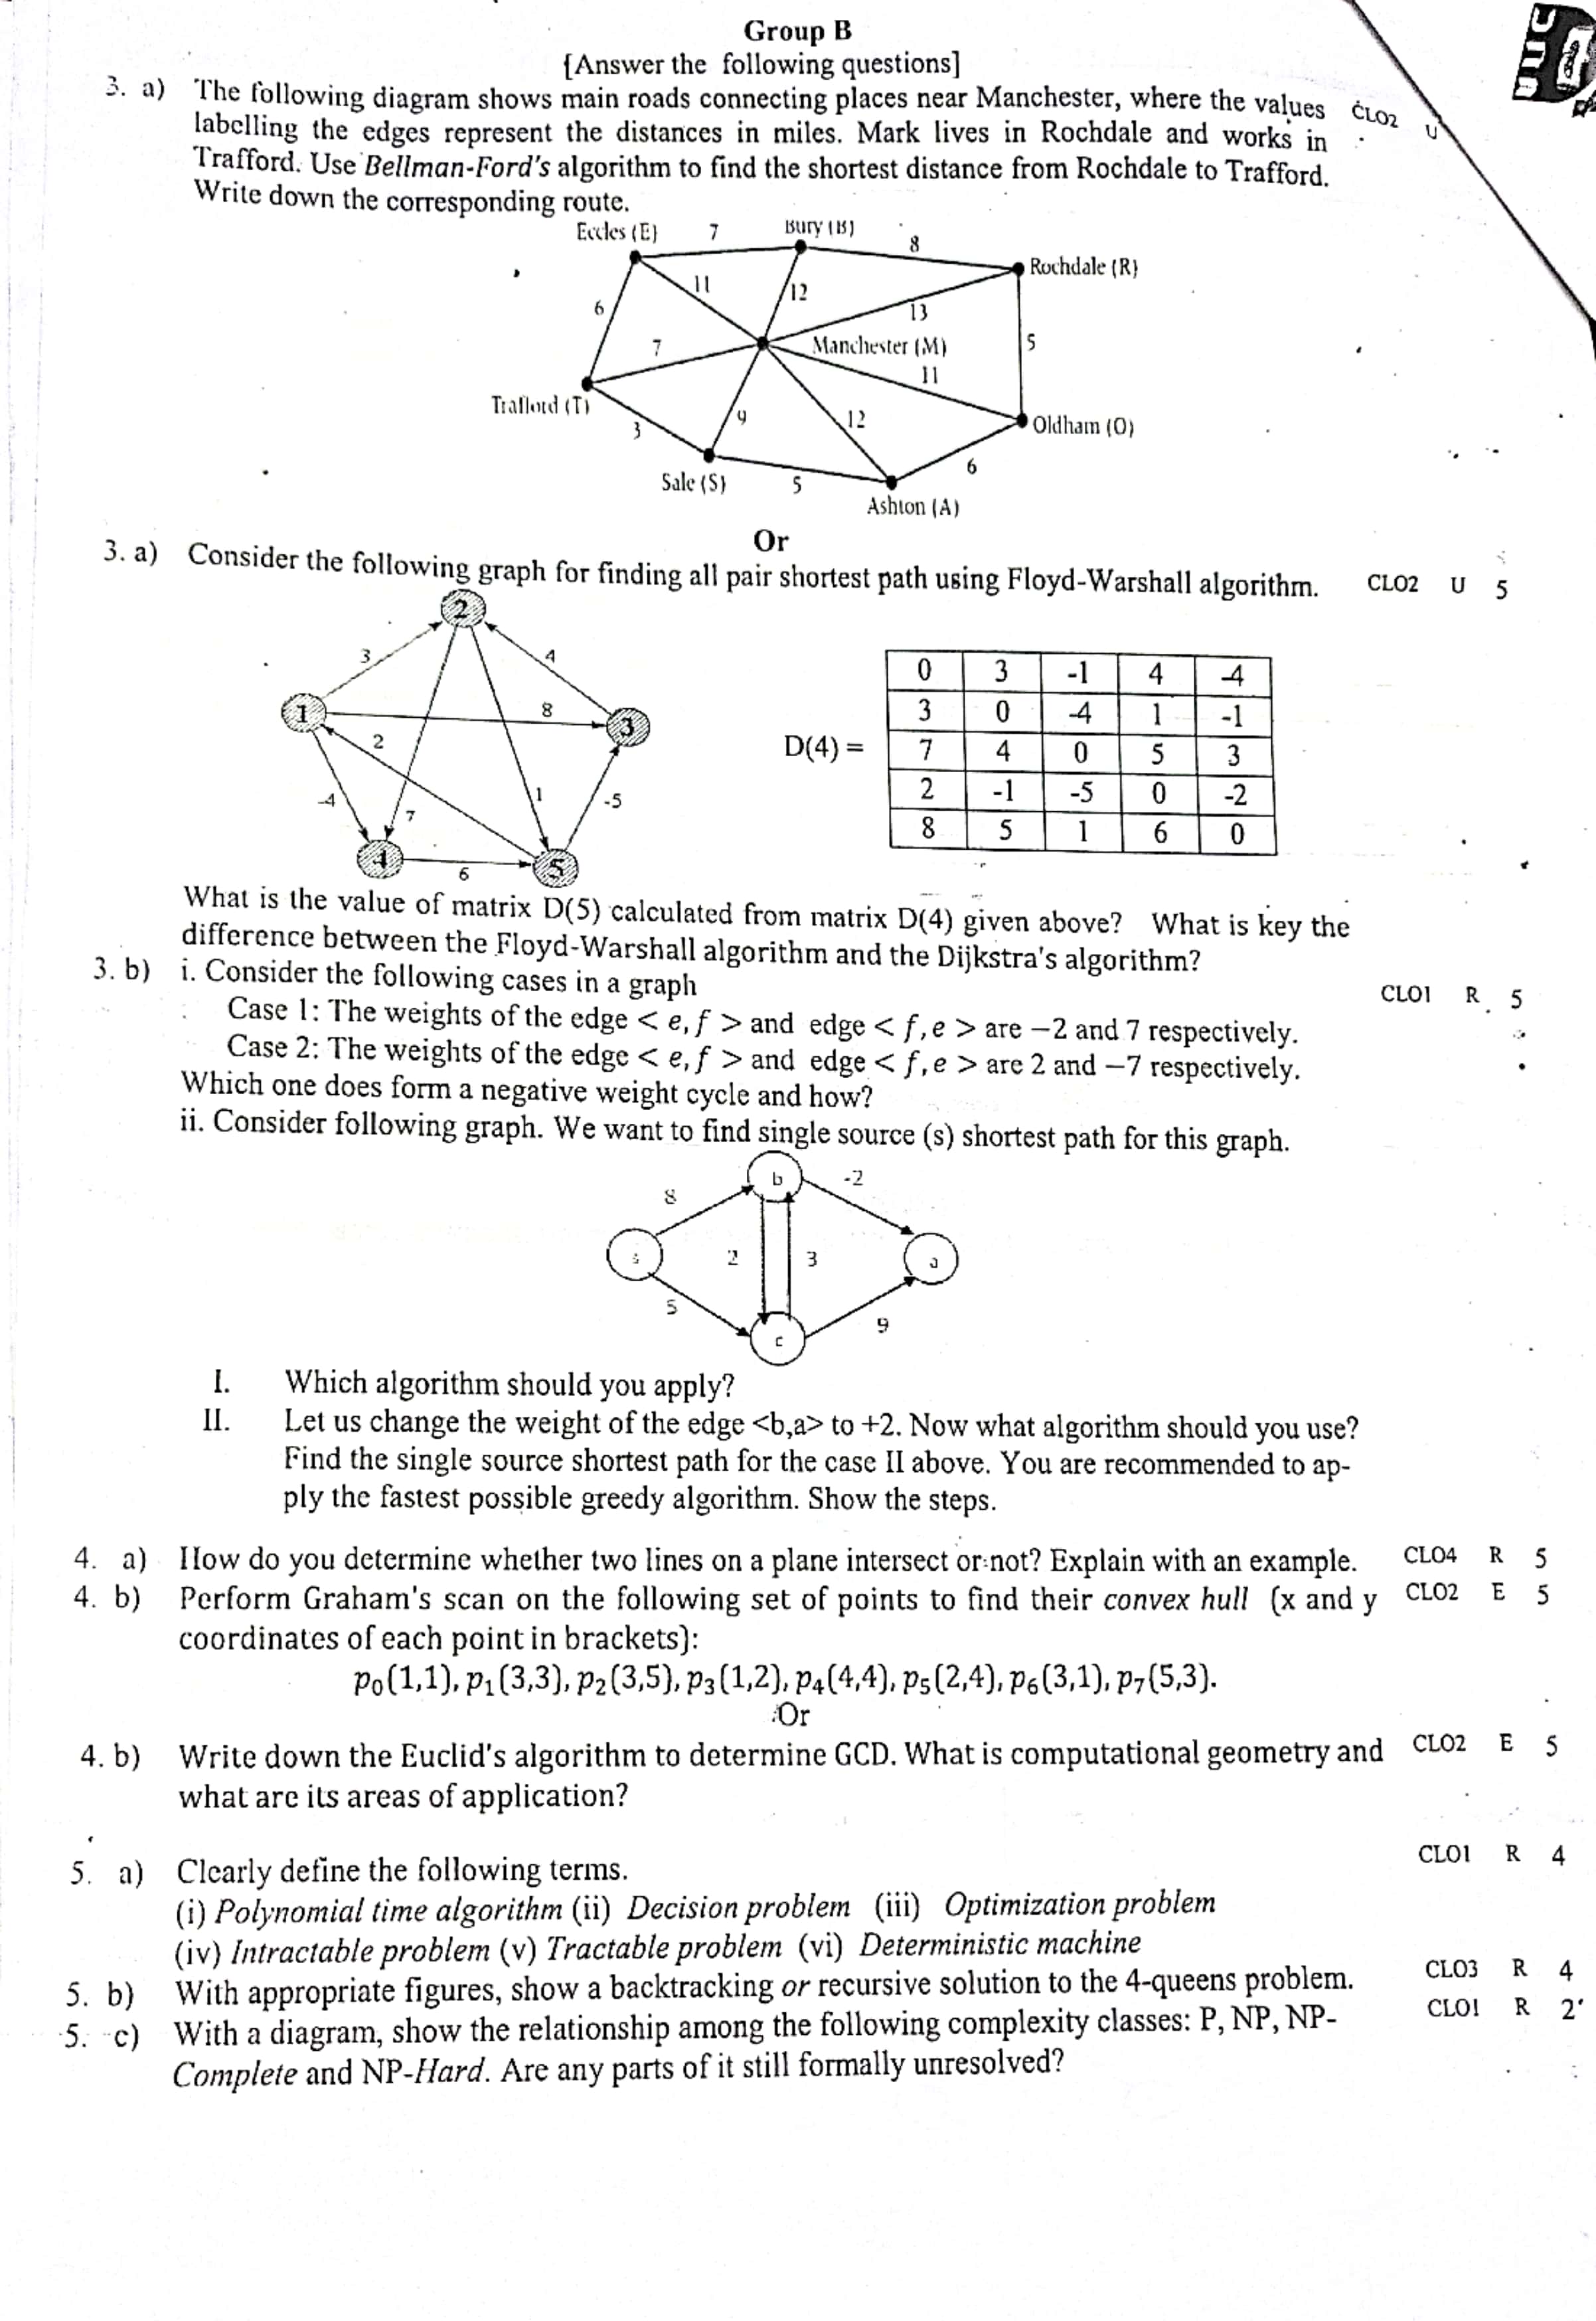 Group B
[Answer the following questions]
3. a) The following diagram shows main roads connecting places near Manchester, where the values CLO2 U
labelling the edges represent the distances in miles. Mark lives in Rochdale and works in
Trafford. Use Bellman-Ford's algorithm to find the shortest distance from Rochdale to Trafford.
Write down the corresponding route.
Eccles (E) 7 Bury (B) 8
Rochdale (R)
11 12 13
6
7 Manchester (M) 5
11
Trafford (T) 9 12 Oldham (O)
3
6
Sale (S) 5
Ashton (A)
Or
3. a) Consider the following graph for finding all pair shortest path using Floyd-Warshall algorithm. CLO2 U 5
2
3 4
1 8 3
2
-4 7 1 -5
4 6 5
D(4) =
0 3 -1 4 -4
3 0 -4 1 -1
7 4 0 5 3
2 -1 -5 0 -2
8 5 1 6 0
What is the value of matrix D(5) calculated from matrix D(4) given above? What is key the
difference between the Floyd-Warshall algorithm and the Dijkstra's algorithm?
3. b) i. Consider the following cases in a graph CLO1 R 5
Case 1: The weights of the edge < e, f > and edge < f, e > are −2 and 7 respectively.
Case 2: The weights of the edge < e, f > and edge < f, e > are 2 and −7 respectively.
Which one does form a negative weight cycle and how?
ii. Consider following graph. We want to find single source (s) shortest path for this graph.
b -2
8
s 2 3 a
5
c 9
I. Which algorithm should you apply?
II. Let us change the weight of the edge <b,a> to +2. Now what algorithm should you use?
Find the single source shortest path for the case II above. You are recommended to ap-
ply the fastest possible greedy algorithm. Show the steps.
4. a) How do you determine whether two lines on a plane intersect or not? Explain with an example. CLO4 R 5
4. b) Perform Graham's scan on the following set of points to find their convex hull (x and y CLO2 E 5
coordinates of each point in brackets):
p₀(1,1), p₁(3,3), p₂(3,5), p₃(1,2), p₄(4,4), p₅(2,4), p₆(3,1), p₇(5,3).
Or
4. b) Write down the Euclid's algorithm to determine GCD. What is computational geometry and CLO2 E 5
what are its areas of application?
5. a) Clearly define the following terms. CLO1 R 4
(i) Polynomial time algorithm (ii) Decision problem (iii) Optimization problem
(iv) Intractable problem (v) Tractable problem (vi) Deterministic machine
5. b) With appropriate figures, show a backtracking or recursive solution to the 4-queens problem. CLO3 R 4
5. c) With a diagram, show the relationship among the following complexity classes: P, NP, NP- CLO1 R 2
Complete and NP-Hard. Are any parts of it still formally unresolved?